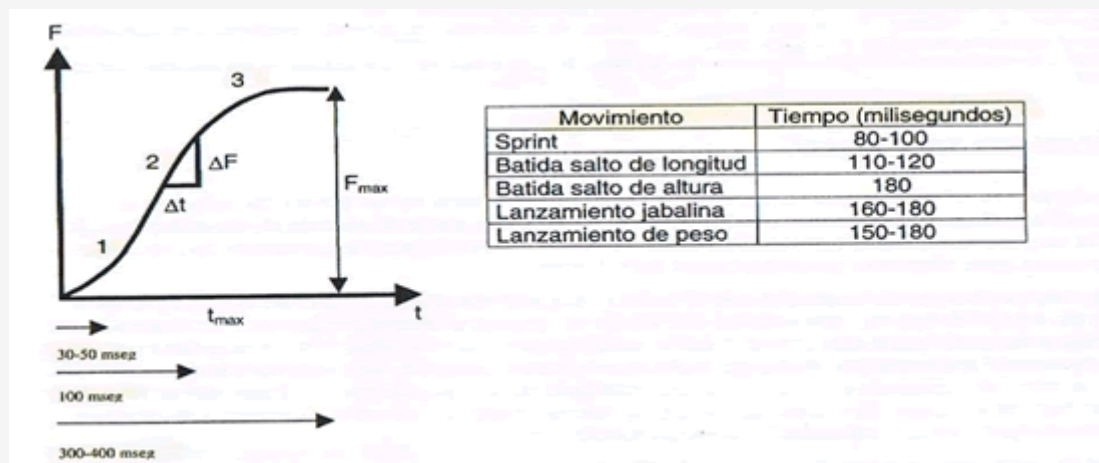 F
3
2
ΔF
Δt
Fmax
1
tmax
t
30-50 mseg
100 mseg
300-400 mseg
Movimiento Tiempo (milisegundos)
Sprint 80-100
Batida salto de longitud 110-120
Batida salto de altura 180
Lanzamiento jabalina 160-180
Lanzamiento de peso 150-180